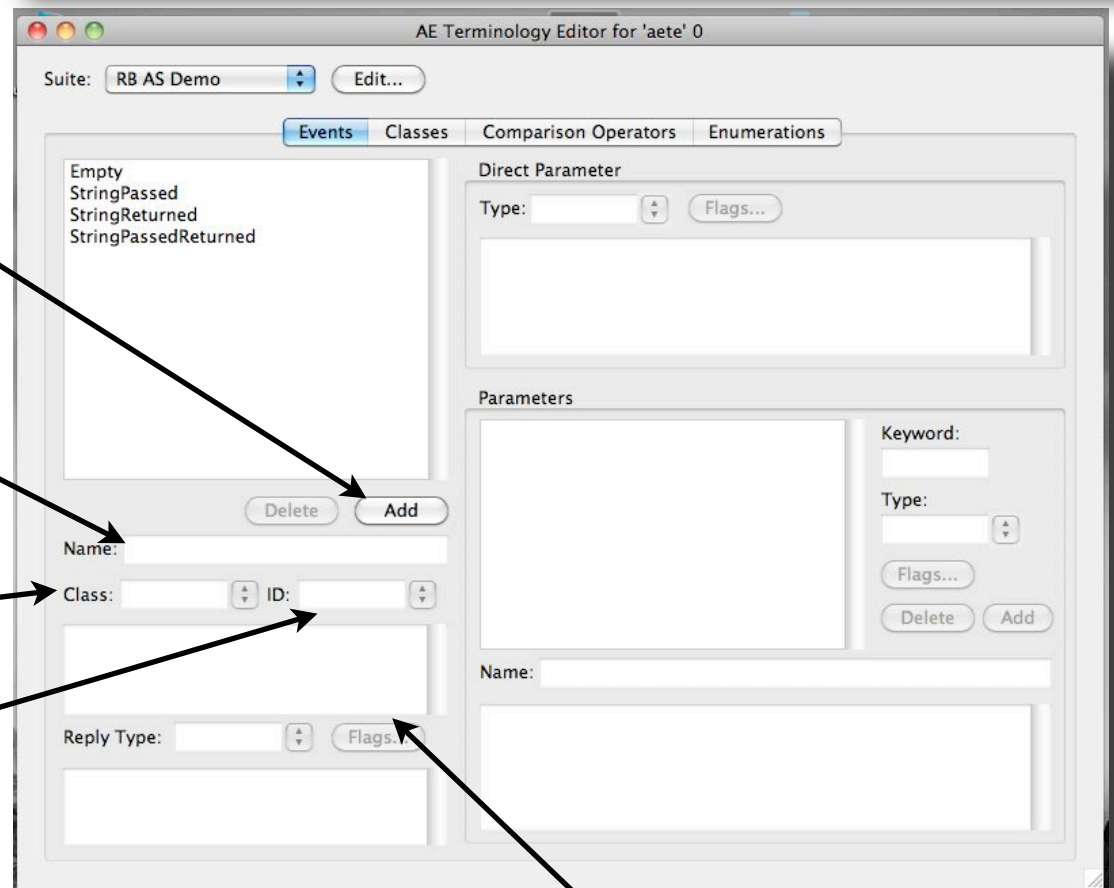 AE Terminology Editor for 'aete' 0
Suite: RB AS Demo Edit...
Events Classes Comparison Operators Enumerations
Empty
StringPassed
StringReturned
StringPassedReturned
Delete Add
Name:
Class: ID:
Reply Type: Flags...
Direct Parameter
Type: Flags...
Parameters
Keyword:
Type:
Flags...
Delete Add
Name: